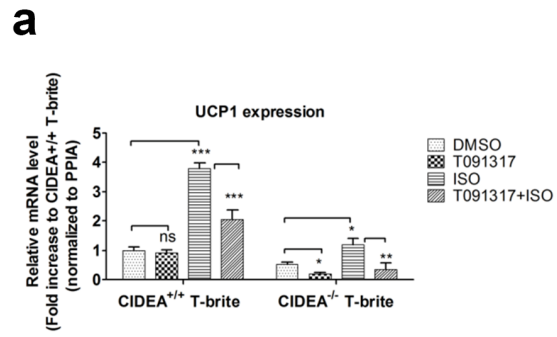 a
UCP1 expression
Relative mRNA level
(Fold increase to CIDEA+/+ T-brite)
(normalized to PPIA)
5
4
3
2
1
0
ns
***
***
*
*
**
CIDEA+/+ T-brite
CIDEA-/- T-brite
DMSO
T091317
ISO
T091317+ISO